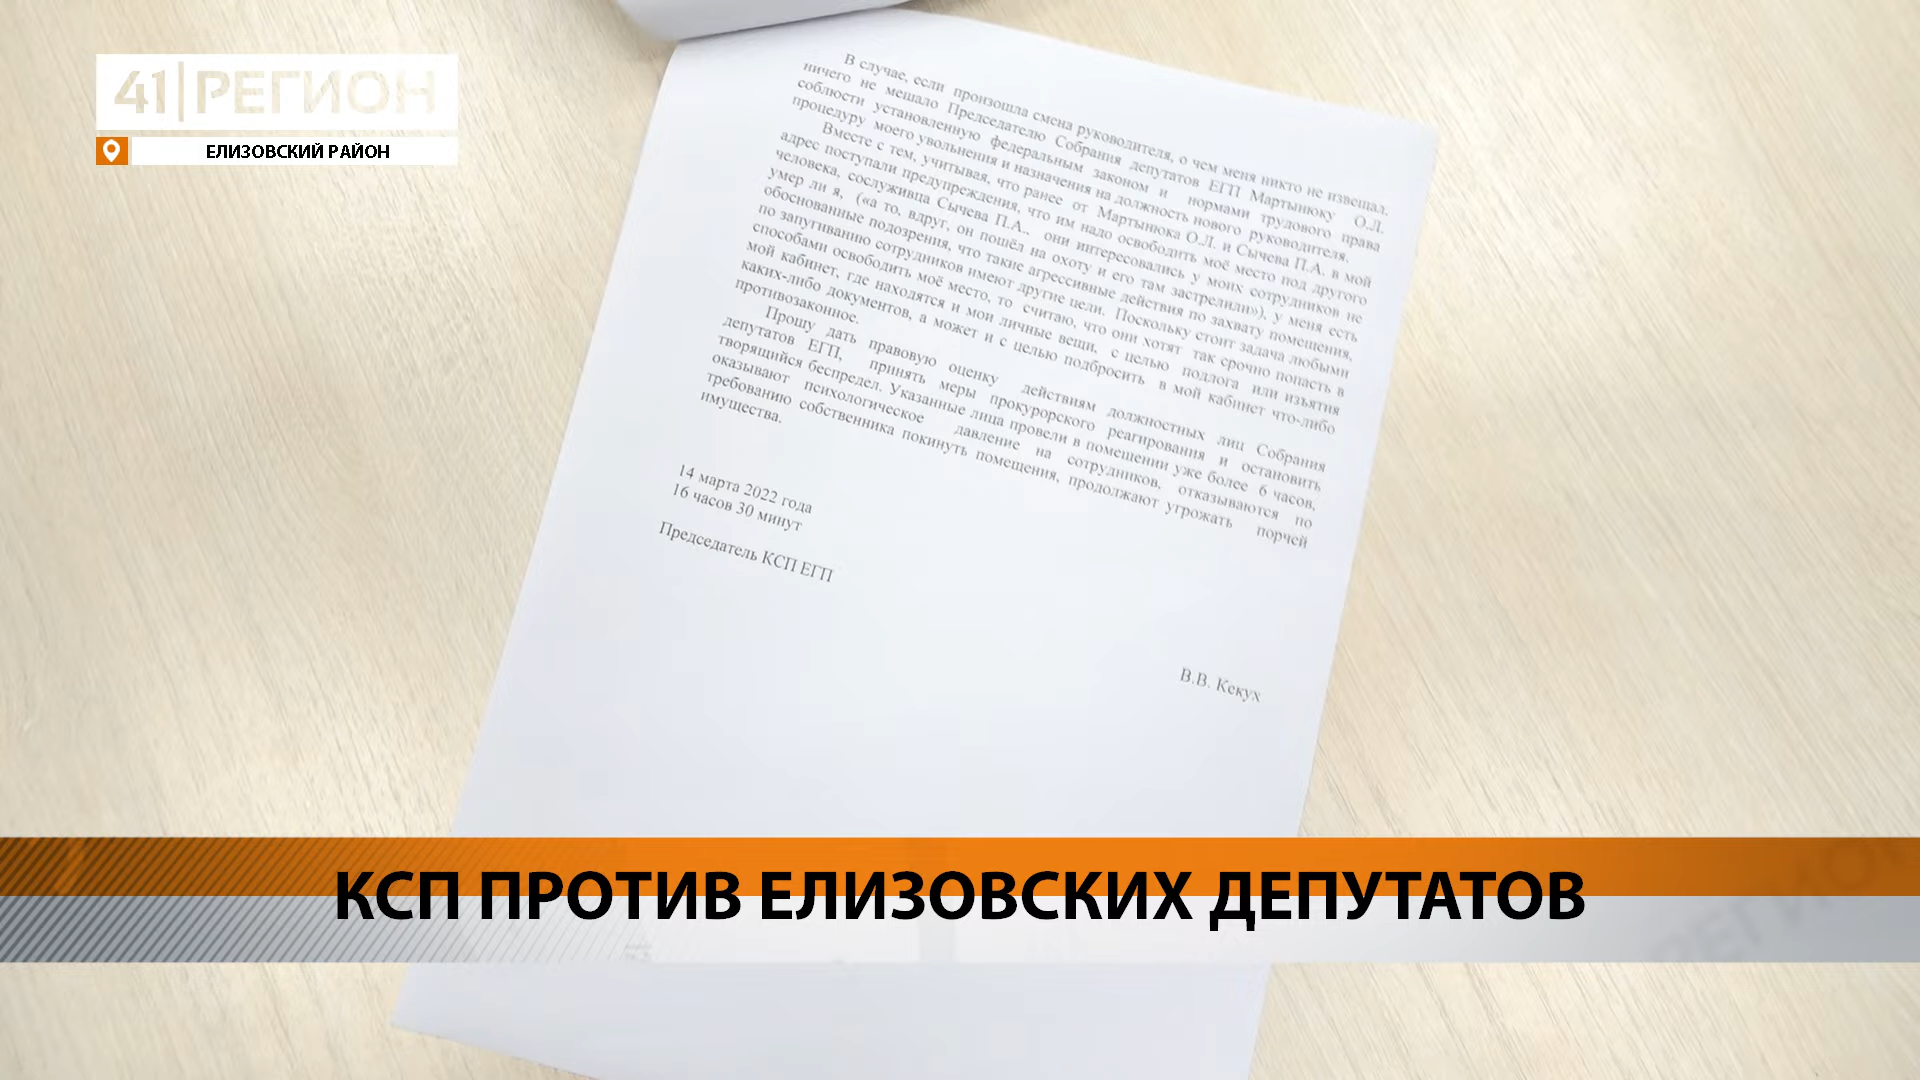 41|РЕГИОН
ЕЛИЗОВСКИЙ РАЙОН
В случае, если произошла смена руководителя, о чем меня никто не извещал,
ничего не мешало Председателю Собрания депутатов ЕГП Мартынюку О.Л.
соблюсти установленную федеральным законом и нормами трудового права
процедуру моего увольнения и назначения на должность нового руководителя.
Вместе с тем, учитывая, что ранее от Мартынюка О.Л. и Сычева П.А. в мой
адрес поступали предупреждения, что им надо освободить моё место под другого
человека, сослуживца Сычева П.А., они интересовались у моих сотрудников не
умер ли я, («а то, вдруг, он пошёл на охоту и его там застрелили»), у меня есть
обоснованные подозрения, что такие агрессивные действия по захвату помещения,
по запугиванию сотрудников имеют другие цели. Поскольку стоит задача любыми
способами освободить моё место, то считаю, что они хотят так срочно попасть в
мой кабинет, где находятся и мои личные вещи, с целью подлога или изъятия
каких-либо документов, а может и с целью подбросить в мой кабинет что-либо
противозаконное.
Прошу дать правовую оценку действиям должностных лиц Собрания
депутатов ЕГП, принять меры прокурорского реагирования и остановить
творящийся беспредел. Указанные лица провели в помещении уже более 6 часов,
оказывают психологическое давление на сотрудников, отказываются по
требованию собственника покинуть помещения, продолжают угрожать порчей
имущества.
14 марта 2022 года
16 часов 30 минут
Председатель КСП ЕГП
В.В. Кекух
КСП ПРОТИВ ЕЛИЗОВСКИХ ДЕПУТАТОВ
РЕГИО